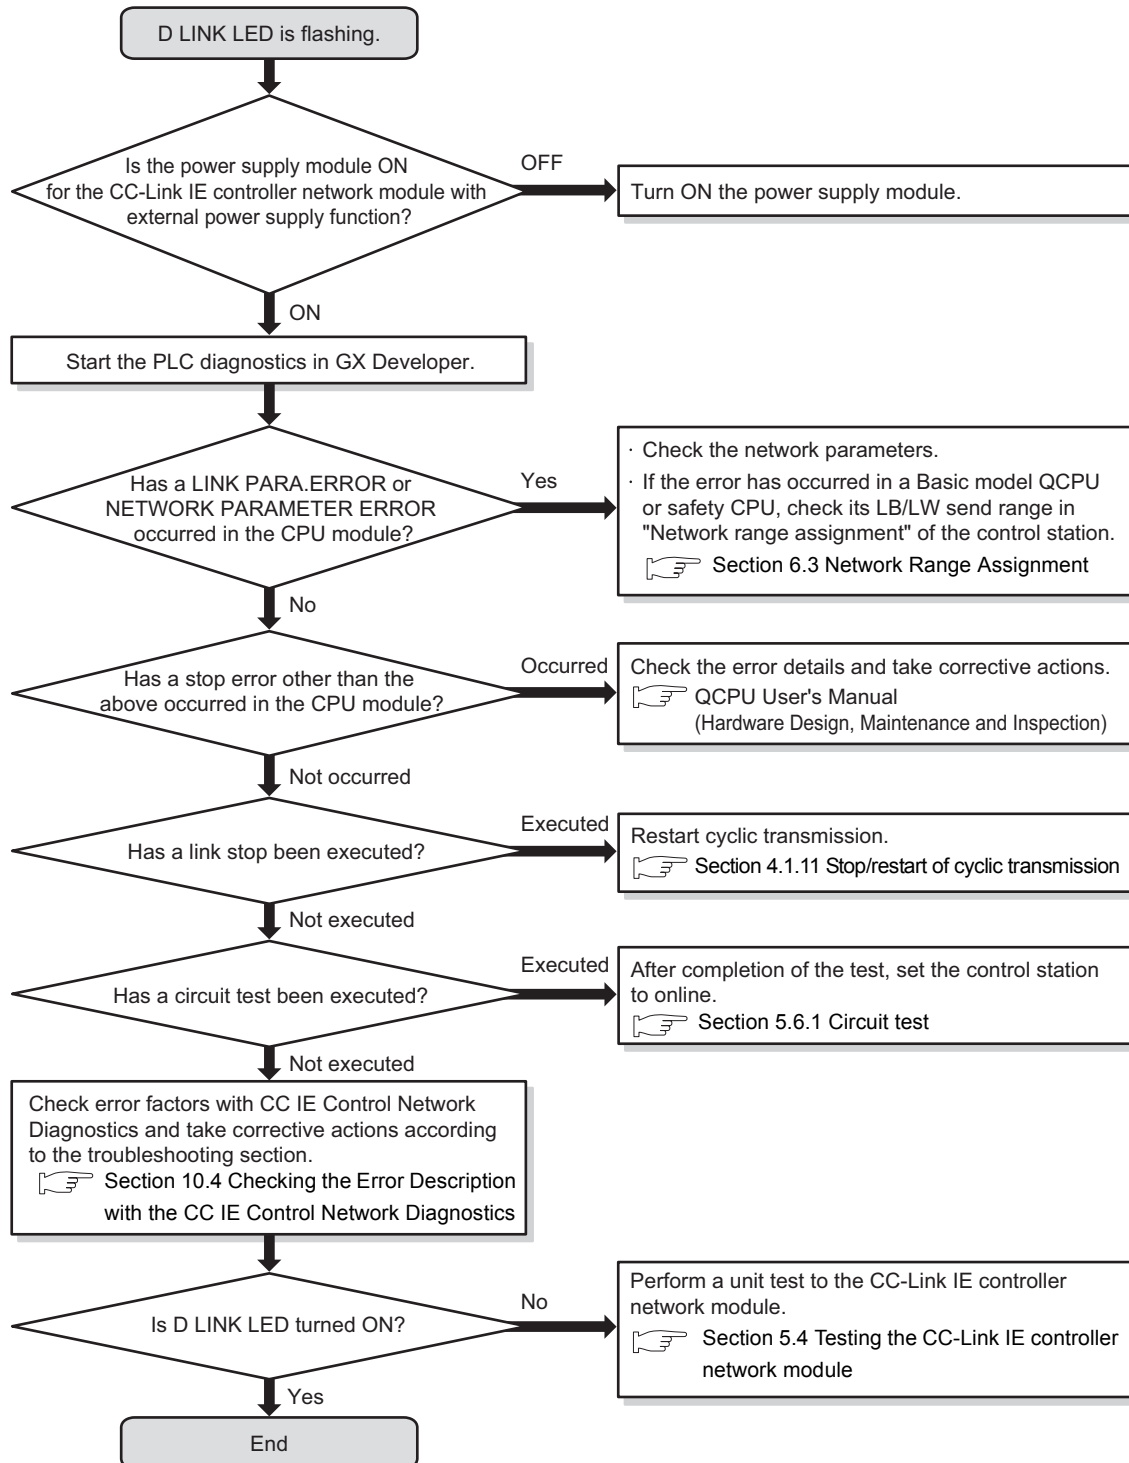 D LINK LED is flashing.
Is the power supply module ON
for the CC-Link IE controller network module with
external power supply function?
OFF
Turn ON the power supply module.
ON
Start the PLC diagnostics in GX Developer.
Has a LINK PARA.ERROR or
NETWORK PARAMETER ERROR
occurred in the CPU module?
Yes
· Check the network parameters.
· If the error has occurred in a Basic model QCPU
or safety CPU, check its LB/LW send range in
"Network range assignment" of the control station.
Section 6.3 Network Range Assignment
No
Has a stop error other than the
above occurred in the CPU module?
Occurred
Check the error details and take corrective actions.
QCPU User's Manual
(Hardware Design, Maintenance and Inspection)
Not occurred
Has a link stop been executed?
Executed
Restart cyclic transmission.
Section 4.1.11 Stop/restart of cyclic transmission
Not executed
Has a circuit test been executed?
Executed
After completion of the test, set the control station
to online.
Section 5.6.1 Circuit test
Not executed
Check error factors with CC IE Control Network
Diagnostics and take corrective actions according
to the troubleshooting section.
Section 10.4 Checking the Error Description
with the CC IE Control Network Diagnostics
Is D LINK LED turned ON?
No
Perform a unit test to the CC-Link IE controller
network module.
Section 5.4 Testing the CC-Link IE controller
network module
Yes
End